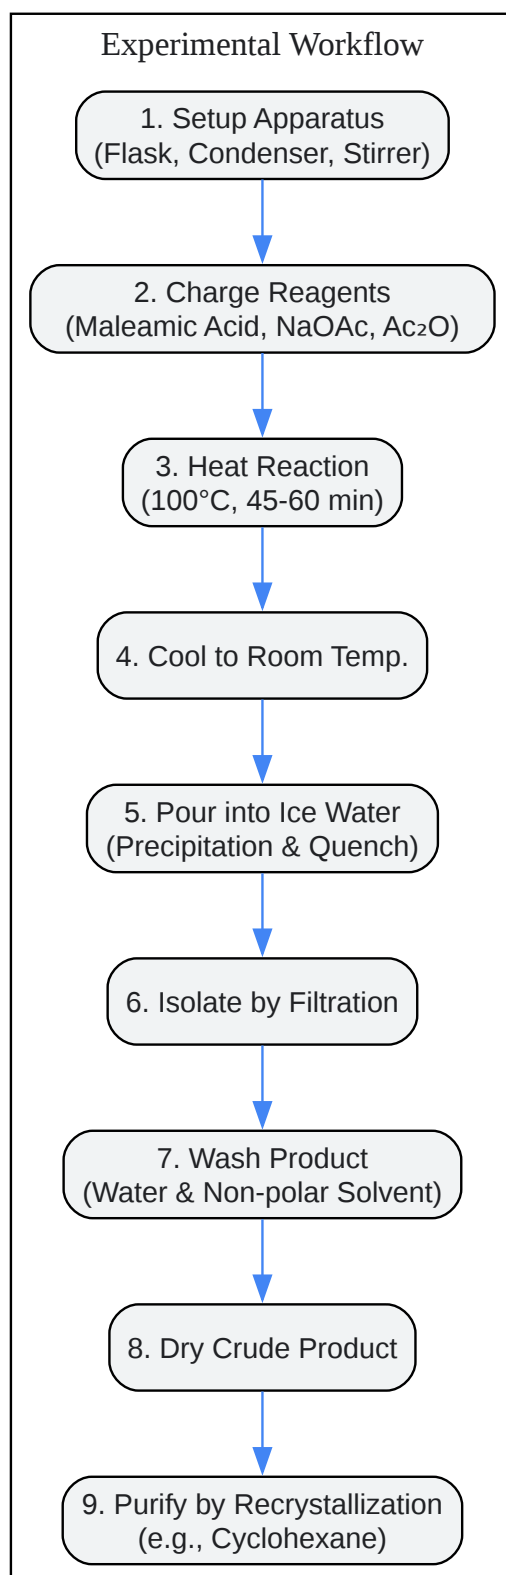 Experimental Workflow
1. Setup Apparatus
(Flask, Condenser, Stirrer)
2. Charge Reagents
(Maleamic Acid, NaOAc, Ac₂O)
3. Heat Reaction
(100°C, 45-60 min)
4. Cool to Room Temp.
5. Pour into Ice Water
(Precipitation & Quench)
6. Isolate by Filtration
7. Wash Product
(Water & Non-polar Solvent)
8. Dry Crude Product
9. Purify by Recrystallization
(e.g., Cyclohexane)